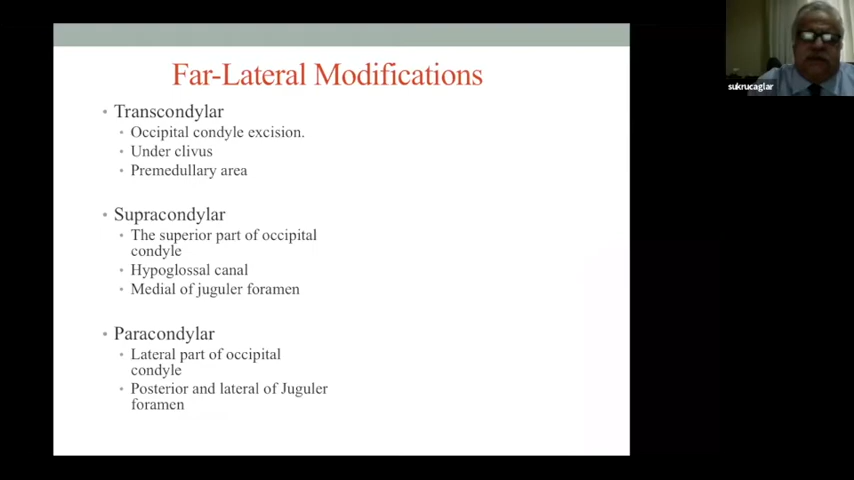 Far-Lateral Modifications
• Transcondylar
• Occipital condyle excision.
• Under clivus
• Premedullary area
• Supracondylar
• The superior part of occipital
condyle
• Hypoglossal canal
• Medial of juguler foramen
• Paracondylar
• Lateral part of occipital
condyle
• Posterior and lateral of Juguler
foramen
sukrucaglar